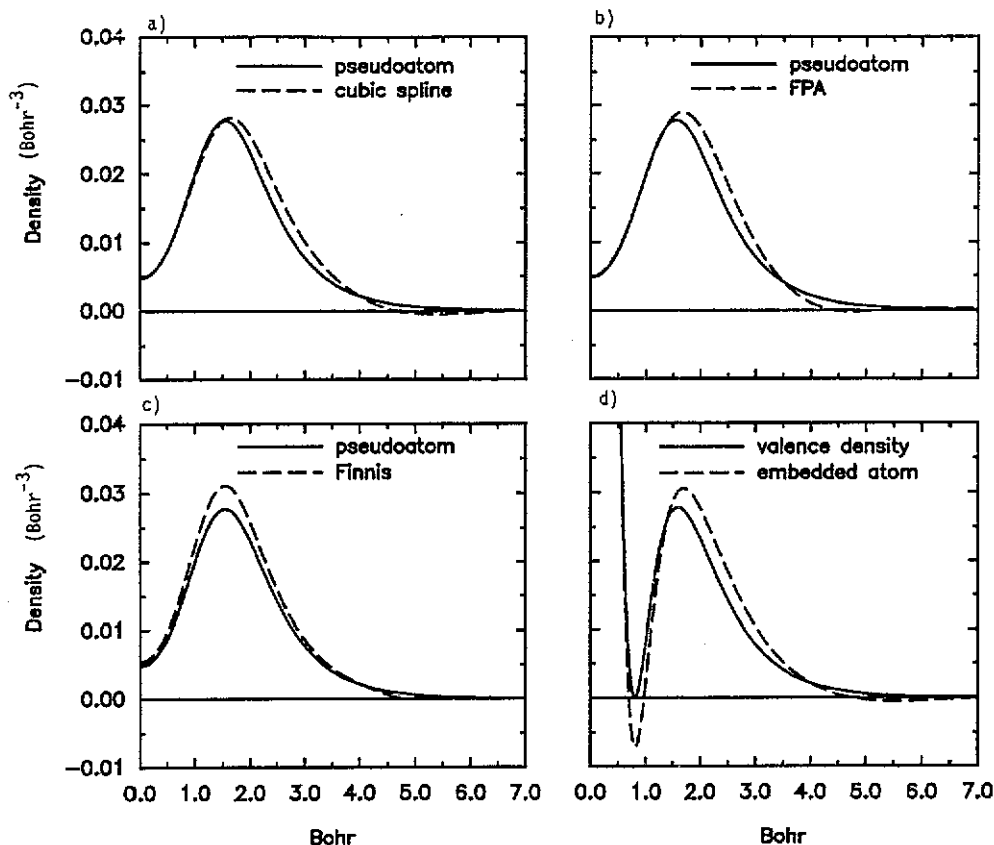 a)
0.04
0.03
0.02
0.01
0.00
-0.01
Density (Bohr⁻³)
pseudoatom
cubic spline
b)
pseudoatom
FPA
c)
0.04
0.03
0.02
0.01
0.00
-0.01
Density (Bohr⁻³)
pseudoatom
Finnis
0.0 1.0 2.0 3.0 4.0 5.0 6.0 7.0
Bohr
d)
valence density
embedded atom
0.0 1.0 2.0 3.0 4.0 5.0 6.0 7.0
Bohr